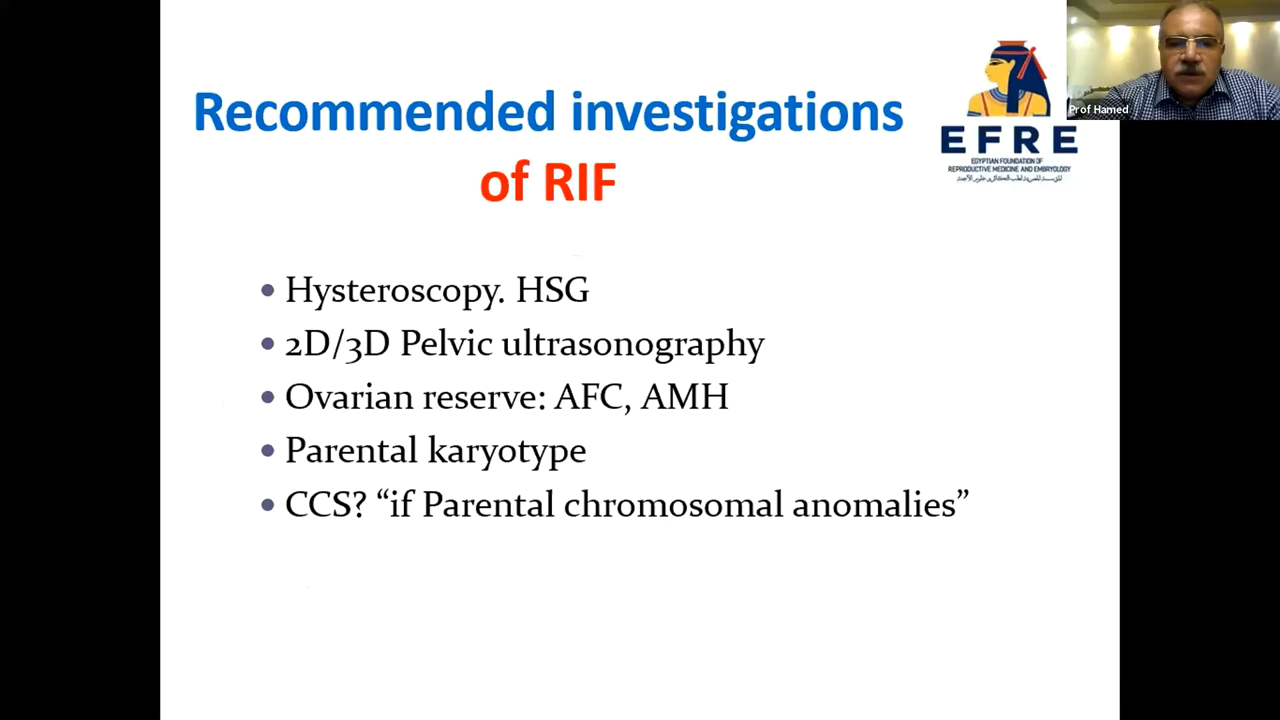 Recommended investigations
of RIF
EFRE
EGYPTIAN FOUNDATION OF
REPRODUCTIVE MEDICINE AND EMBRYOLOGY
Prof Hamed
• Hysteroscopy. HSG
• 2D/3D Pelvic ultrasonography
• Ovarian reserve: AFC, AMH
• Parental karyotype
• CCS? “if Parental chromosomal anomalies”